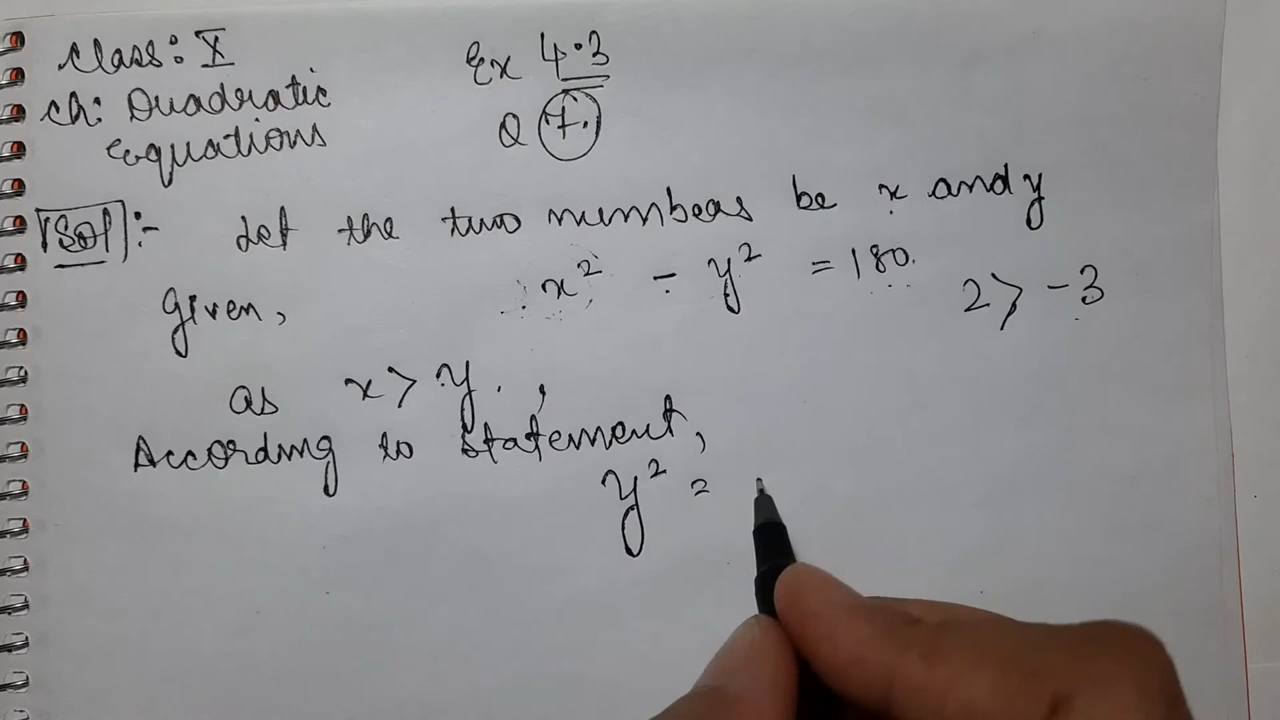 Class: X
Ch: Quadratic
Equations
Ex 4.3
Q 7.
Sol :- Let the two numbers be x and y
Given, x² - y² = 180.
2 > -3
as x > y.,
According to statement,
y² =